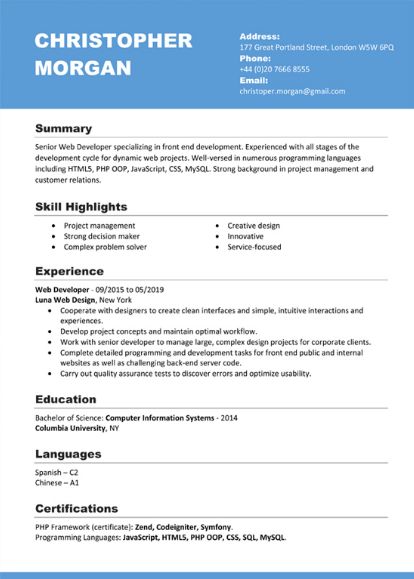 CHRISTOPHER
MORGAN
Address:
177 Great Portland Street, London W5W 6PQ
Phone:
+44 (0)20 7666 8555
Email:
christoper.morgan@gmail.com
Summary
Senior Web Developer specializing in front end development. Experienced with all stages of the
development cycle for dynamic web projects. Well-versed in numerous programming languages
including HTML5, PHP OOP, JavaScript, CSS, MySQL. Strong background in project management and
customer relations.
Skill Highlights
• Project management
• Strong decision maker
• Complex problem solver
• Creative design
• Innovative
• Service-focused
Experience
Web Developer - 09/2015 to 05/2019
Luna Web Design, New York
• Cooperate with designers to create clean interfaces and simple, intuitive interactions and
experiences.
• Develop project concepts and maintain optimal workflow.
• Work with senior developer to manage large, complex design projects for corporate clients.
• Complete detailed programming and development tasks for front end public and internal
websites as well as challenging back-end server code.
• Carry out quality assurance tests to discover errors and optimize usability.
Education
Bachelor of Science: Computer Information Systems - 2014
Columbia University, NY
Languages
Spanish – C2
Chinese – A1
Certifications
PHP Framework (certificate): Zend, Codeigniter, Symfony.
Programming Languages: JavaScript, HTML5, PHP OOP, CSS, SQL, MySQL.